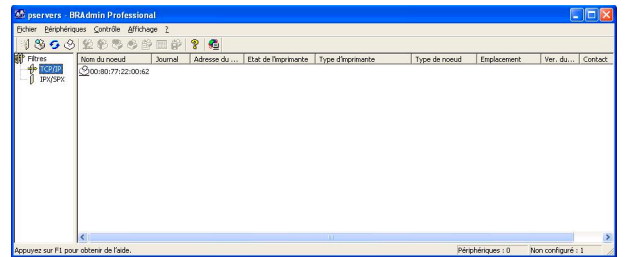 pservers - BRAdmin Professional
Fichier Périphériques Contrôle Affichage ?
Filtres
TCP/IP
IPX/SPX
Nom du noeud Journal Adresse du ... Etat de l'imprimante Type d'imprimante Type de noeud Emplacement Ver. du... Contact
00:80:77:22:00:62
Appuyez sur F1 pour obtenir de l'aide. Périphériques : 0 Non configuré : 1